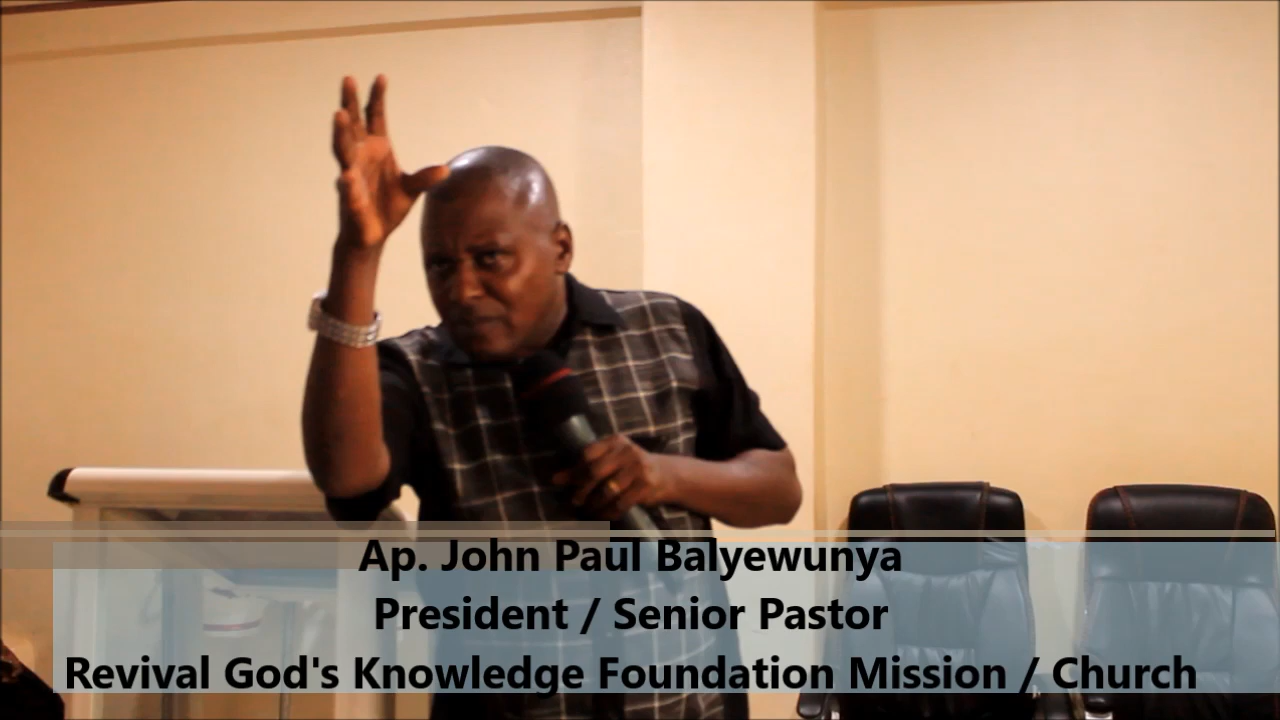 Ap. John Paul Balyewunya
President / Senior Pastor
Revival God's Knowledge Foundation Mission / Church